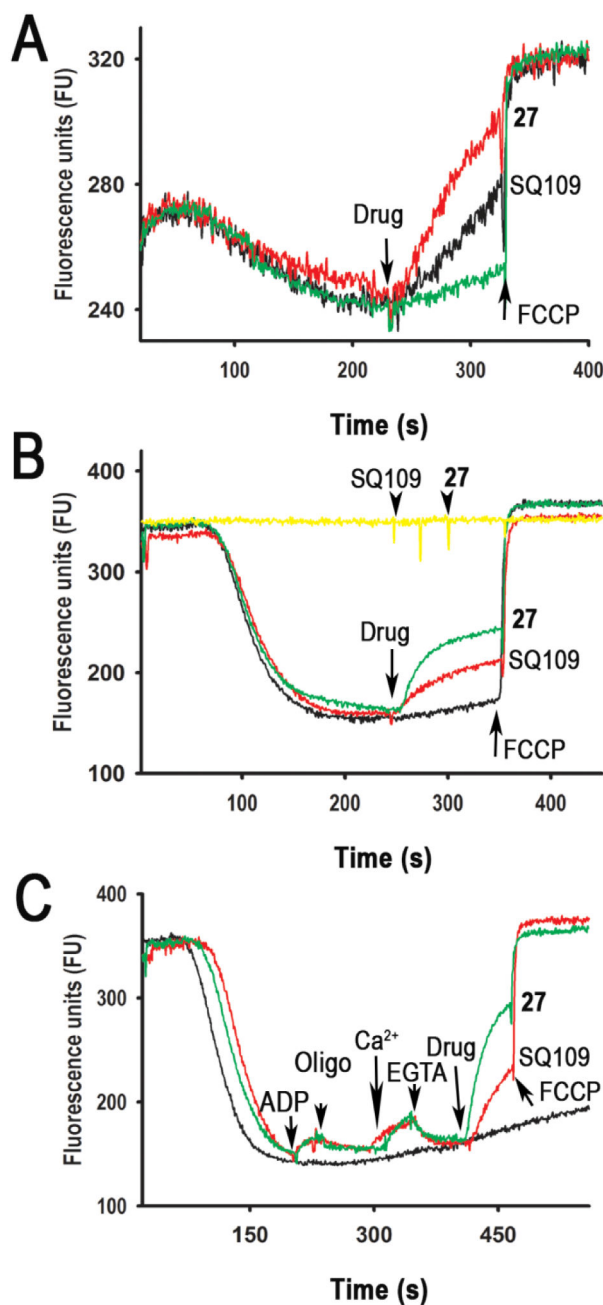 A
Fluorescence units (FU)
320
280
240
Drug
27
SQ109
FCCP
100 200 300 400
Time (s)
B
Fluorescence units (FU)
400
300
200
100
SQ109 27
Drug
27
SQ109
FCCP
100 200 300 400
Time (s)
C
Fluorescence units (FU)
400
300
200
100
ADP
Oligo
Ca²⁺
EGTA
Drug
27
SQ109
FCCP
150 300 450
Time (s)